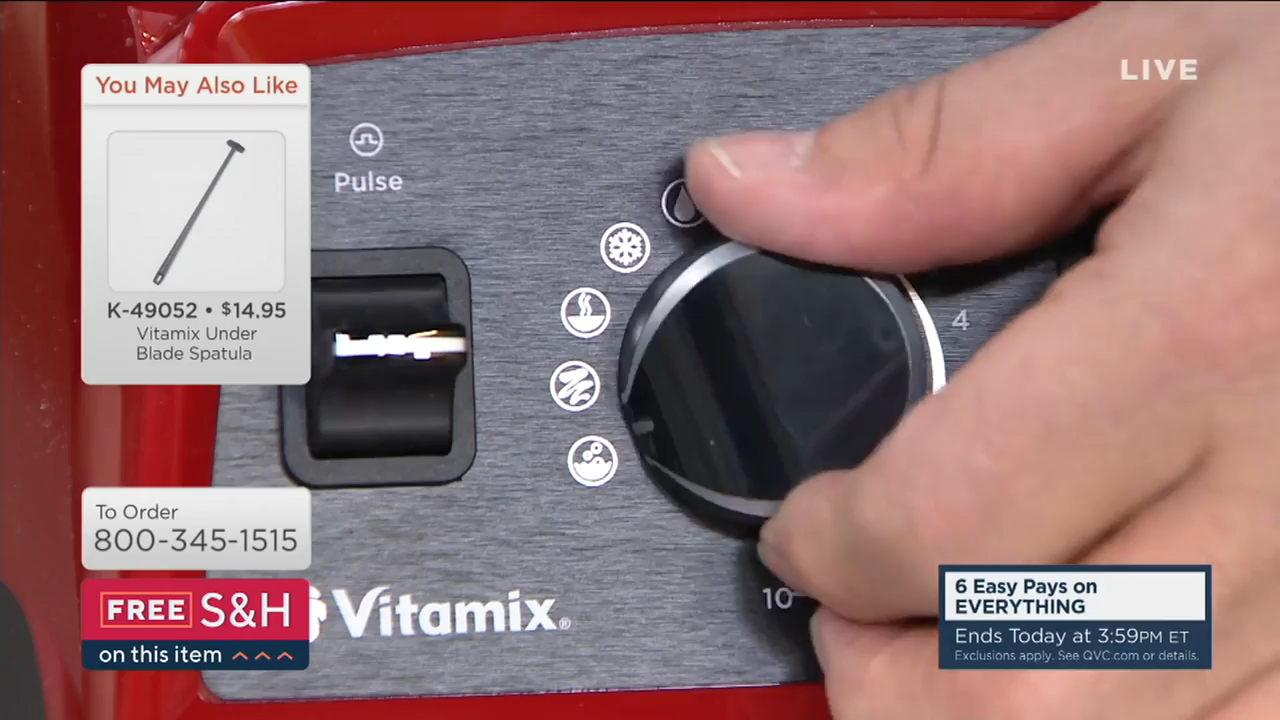 You May Also Like
K-49052 • $14.95
Vitamix Under
Blade Spatula
To Order
800-345-1515
FREE S&H
on this item
LIVE
Pulse
4
10
Vitamix®
6 Easy Pays on
EVERYTHING
Ends Today at 3:59PM ET
Exclusions apply. See QVC.com or details.